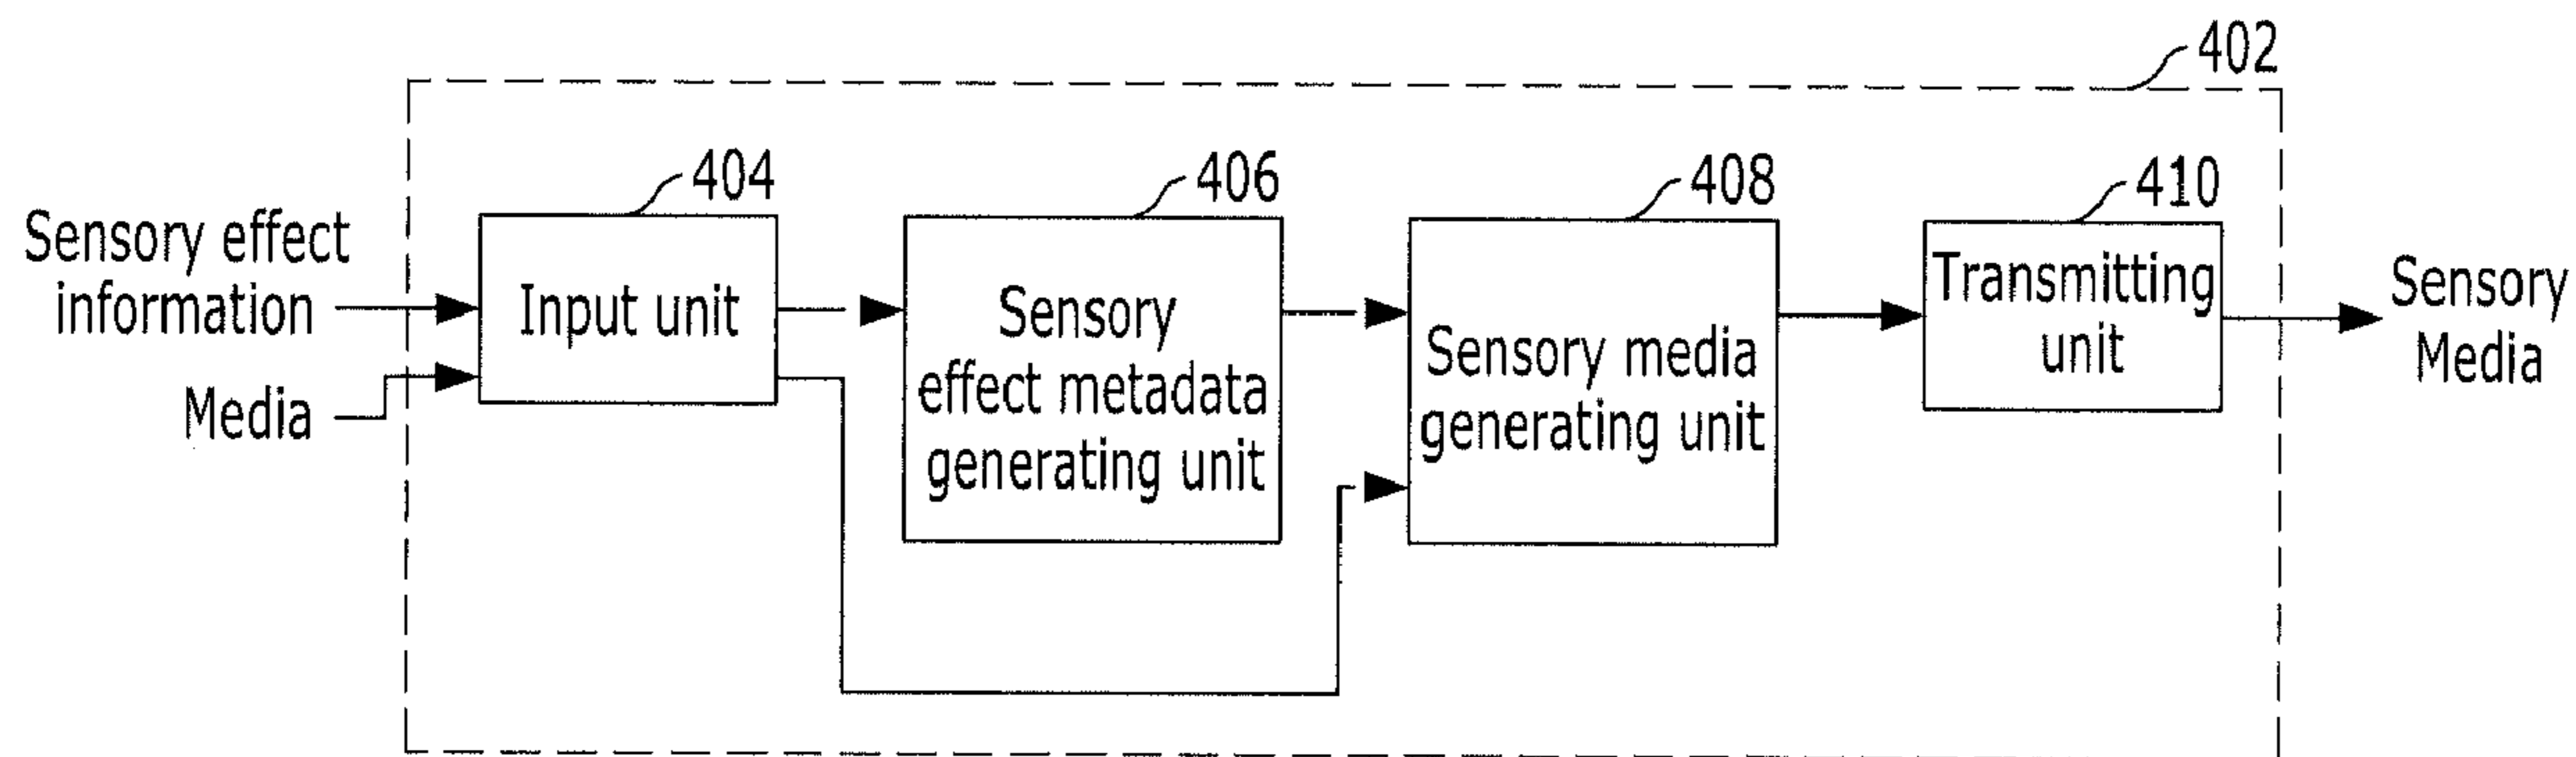 402
404
406
408
410
Sensory effect
information
Media
Input unit
Sensory
effect metadata
generating unit
Sensory media
generating unit
Transmitting
unit
Sensory
Media